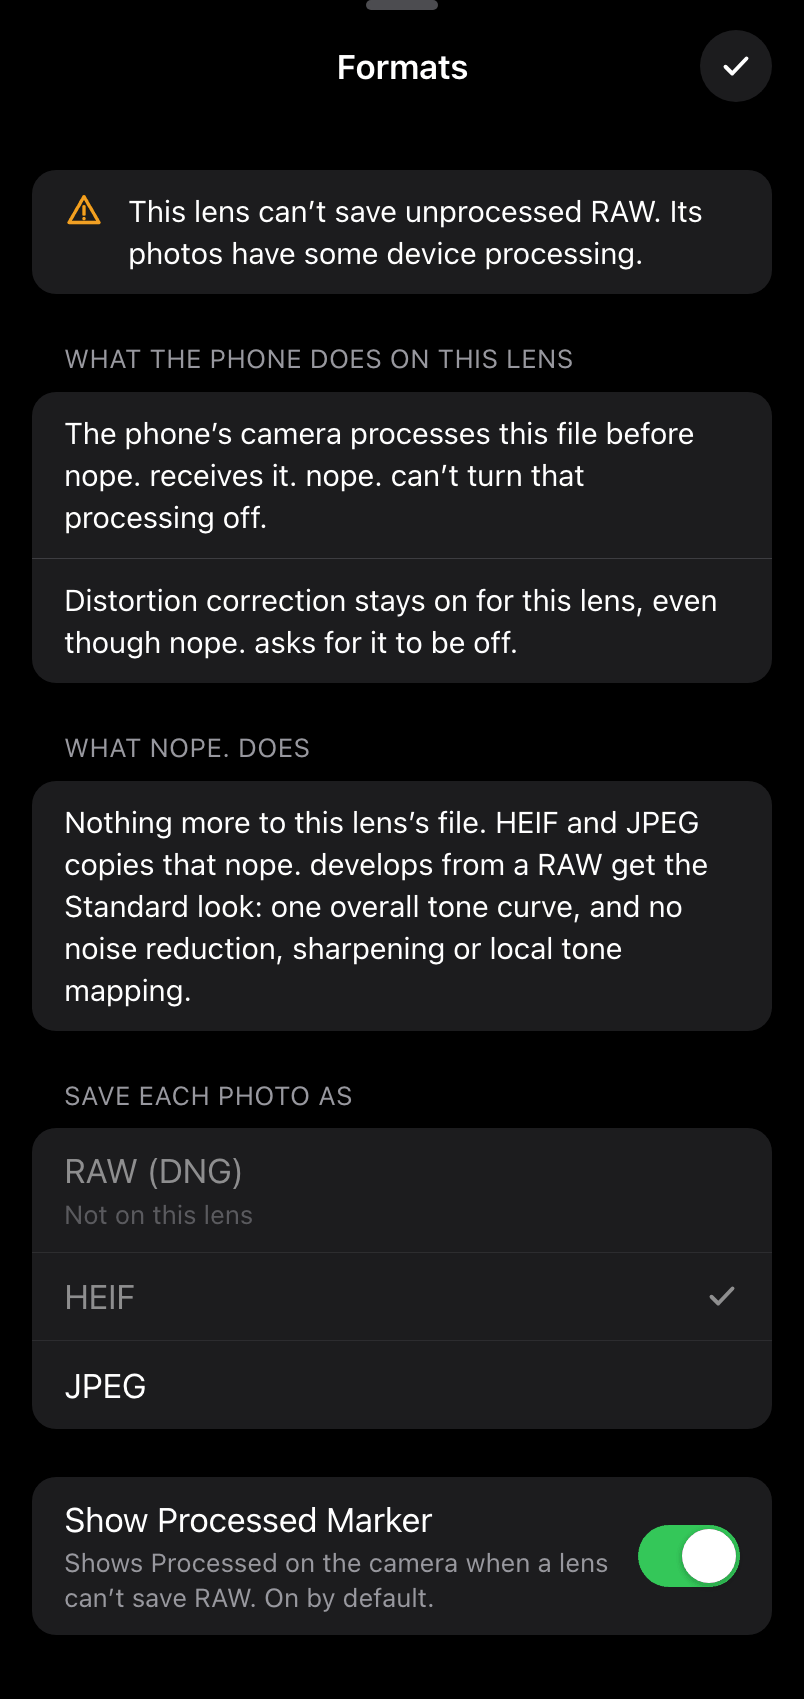 Formats
This lens can’t save unprocessed RAW. Its
photos have some device processing.
WHAT THE PHONE DOES ON THIS LENS
The phone’s camera processes this file before
nope. receives it. nope. can’t turn that
processing off.
Distortion correction stays on for this lens, even
though nope. asks for it to be off.
WHAT NOPE. DOES
Nothing more to this lens’s file. HEIF and JPEG
copies that nope. develops from a RAW get the
Standard look: one overall tone curve, and no
noise reduction, sharpening or local tone
mapping.
SAVE EACH PHOTO AS
RAW (DNG)
Not on this lens
HEIF
JPEG
Show Processed Marker
Shows Processed on the camera when a lens
can’t save RAW. On by default.